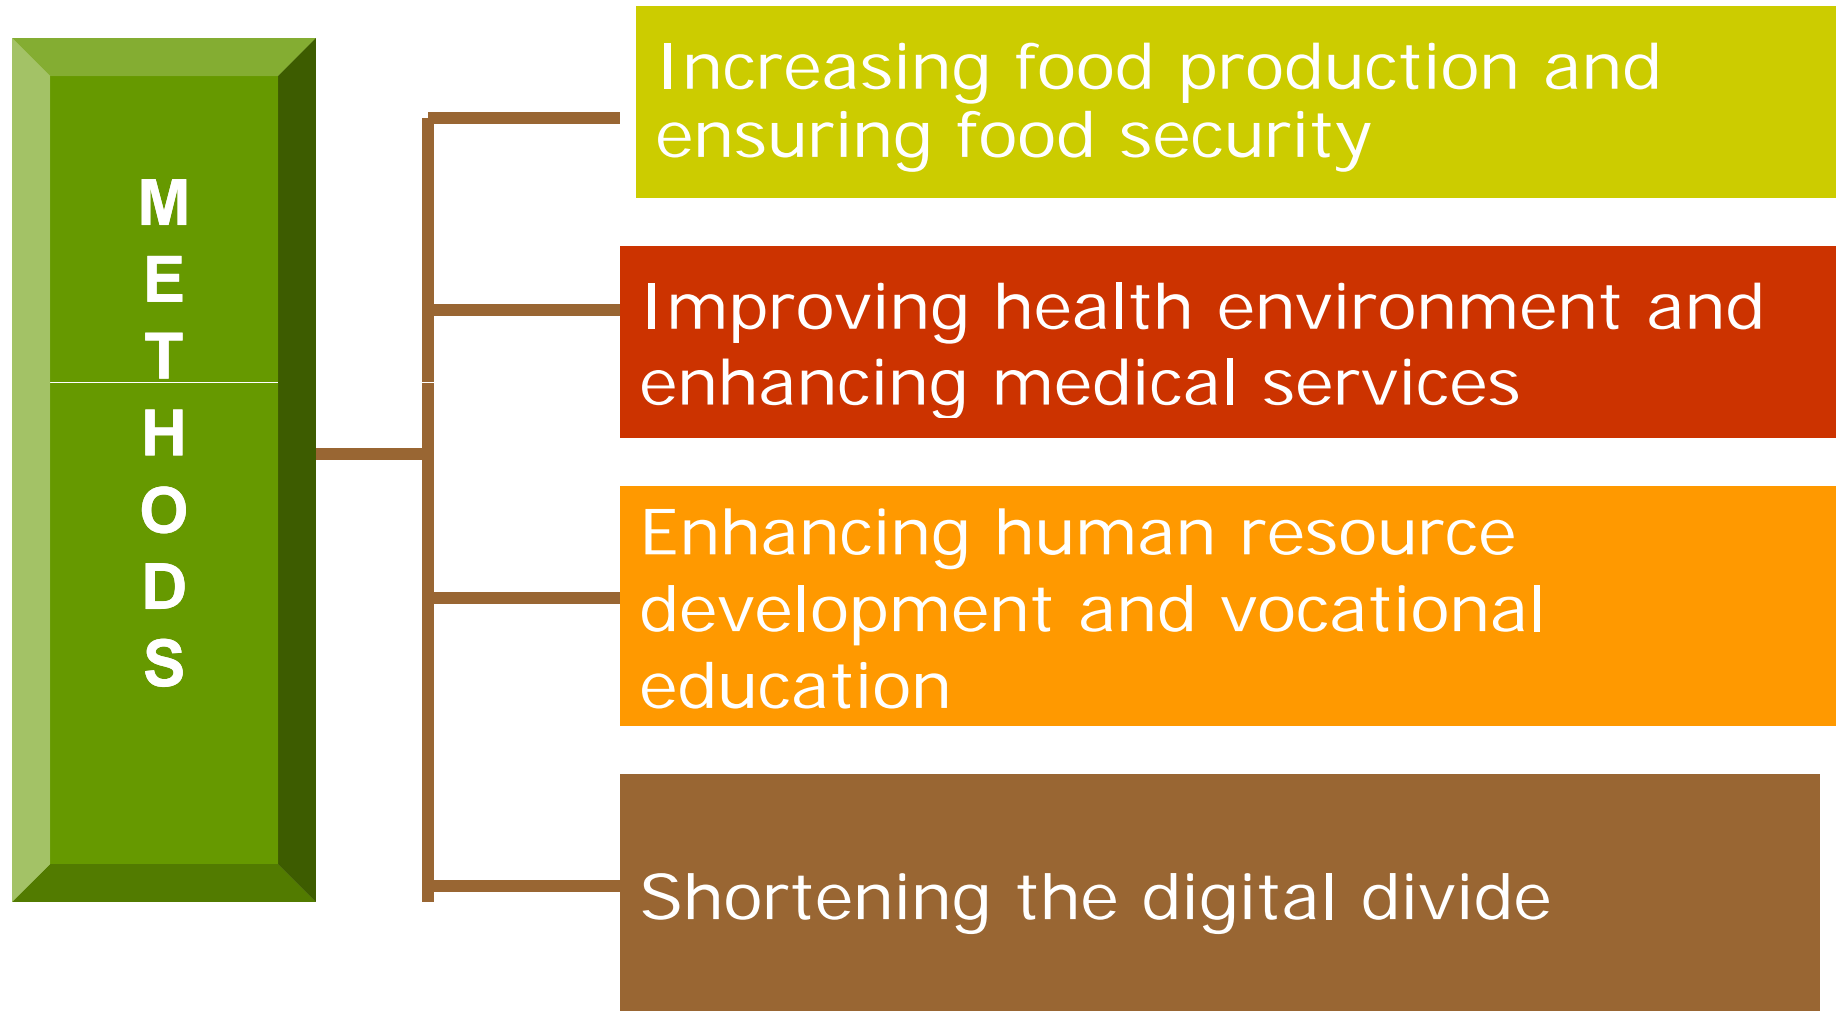 M
E
T
H
O
D
S
Increasing food production and
ensuring food security
Improving health environment and
enhancing medical services
Enhancing human resource
development and vocational
education
Shortening the digital divide